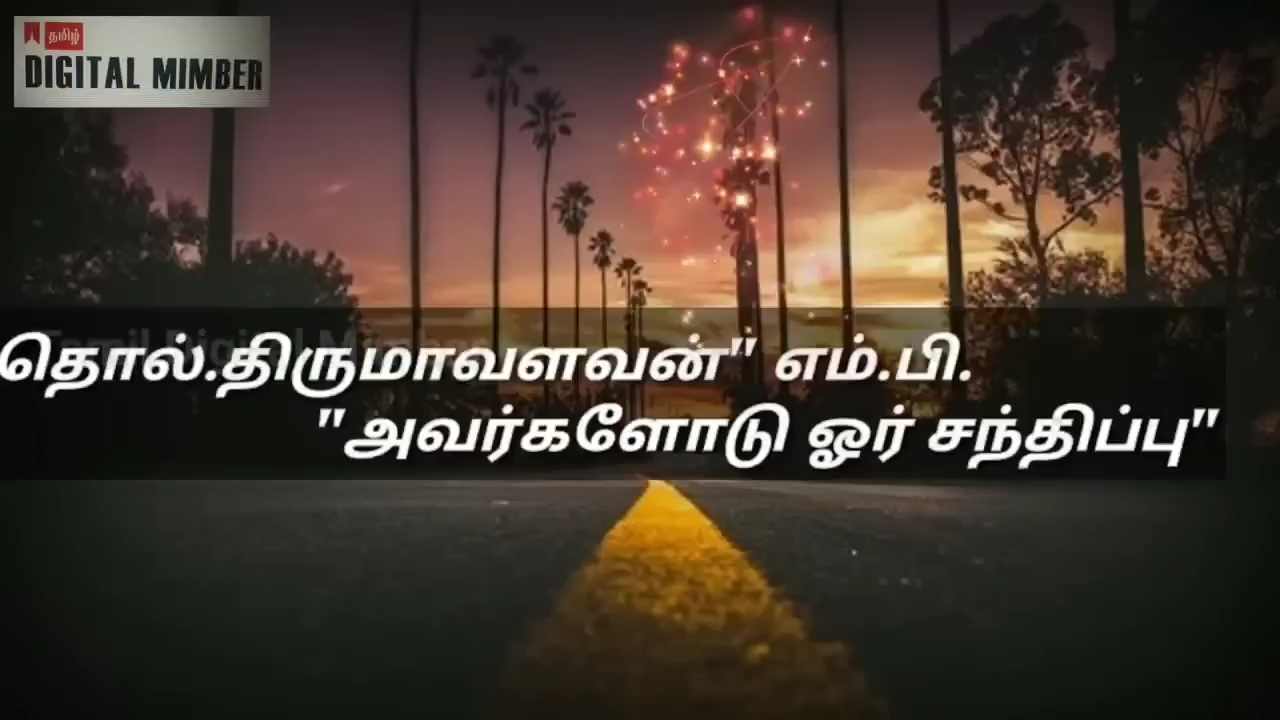 தமிழ்
DIGITAL MIMBER
தொல்.திருமாவளவன்" எம்.பி.
"அவர்களோடு ஓர் சந்திப்பு"